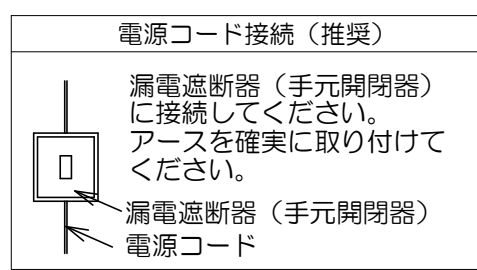 電源コード接続（推奨）
漏電遮断器（手元開閉器）
に接続してください。
アースを確実に取り付けて
ください。
漏電遮断器（手元開閉器）
電源コード